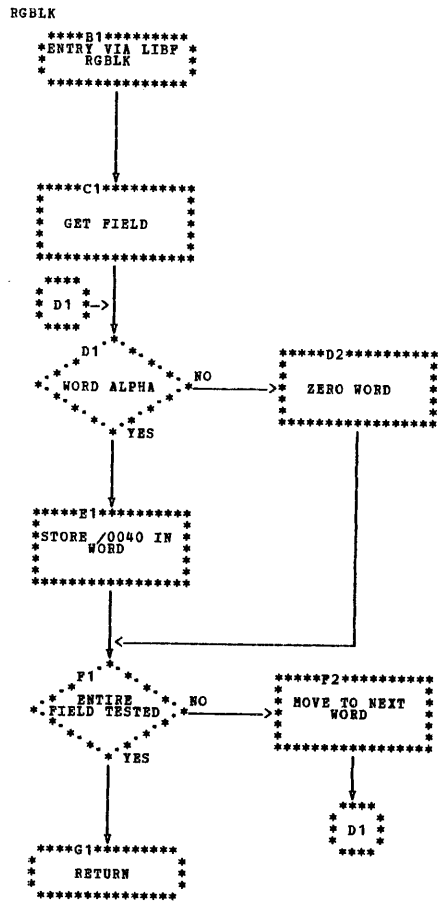 RGBLK
B1
ENTRY VIA LIBF
RGBLK
C1
GET FIELD
D1
D1
WORD ALPHA
NO
YES
D2
ZERO WORD
E1
STORE /0040 IN
WORD
F1
ENTIRE
FIELD TESTED
NO
YES
F2
MOVE TO NEXT
WORD
D1
G1
RETURN